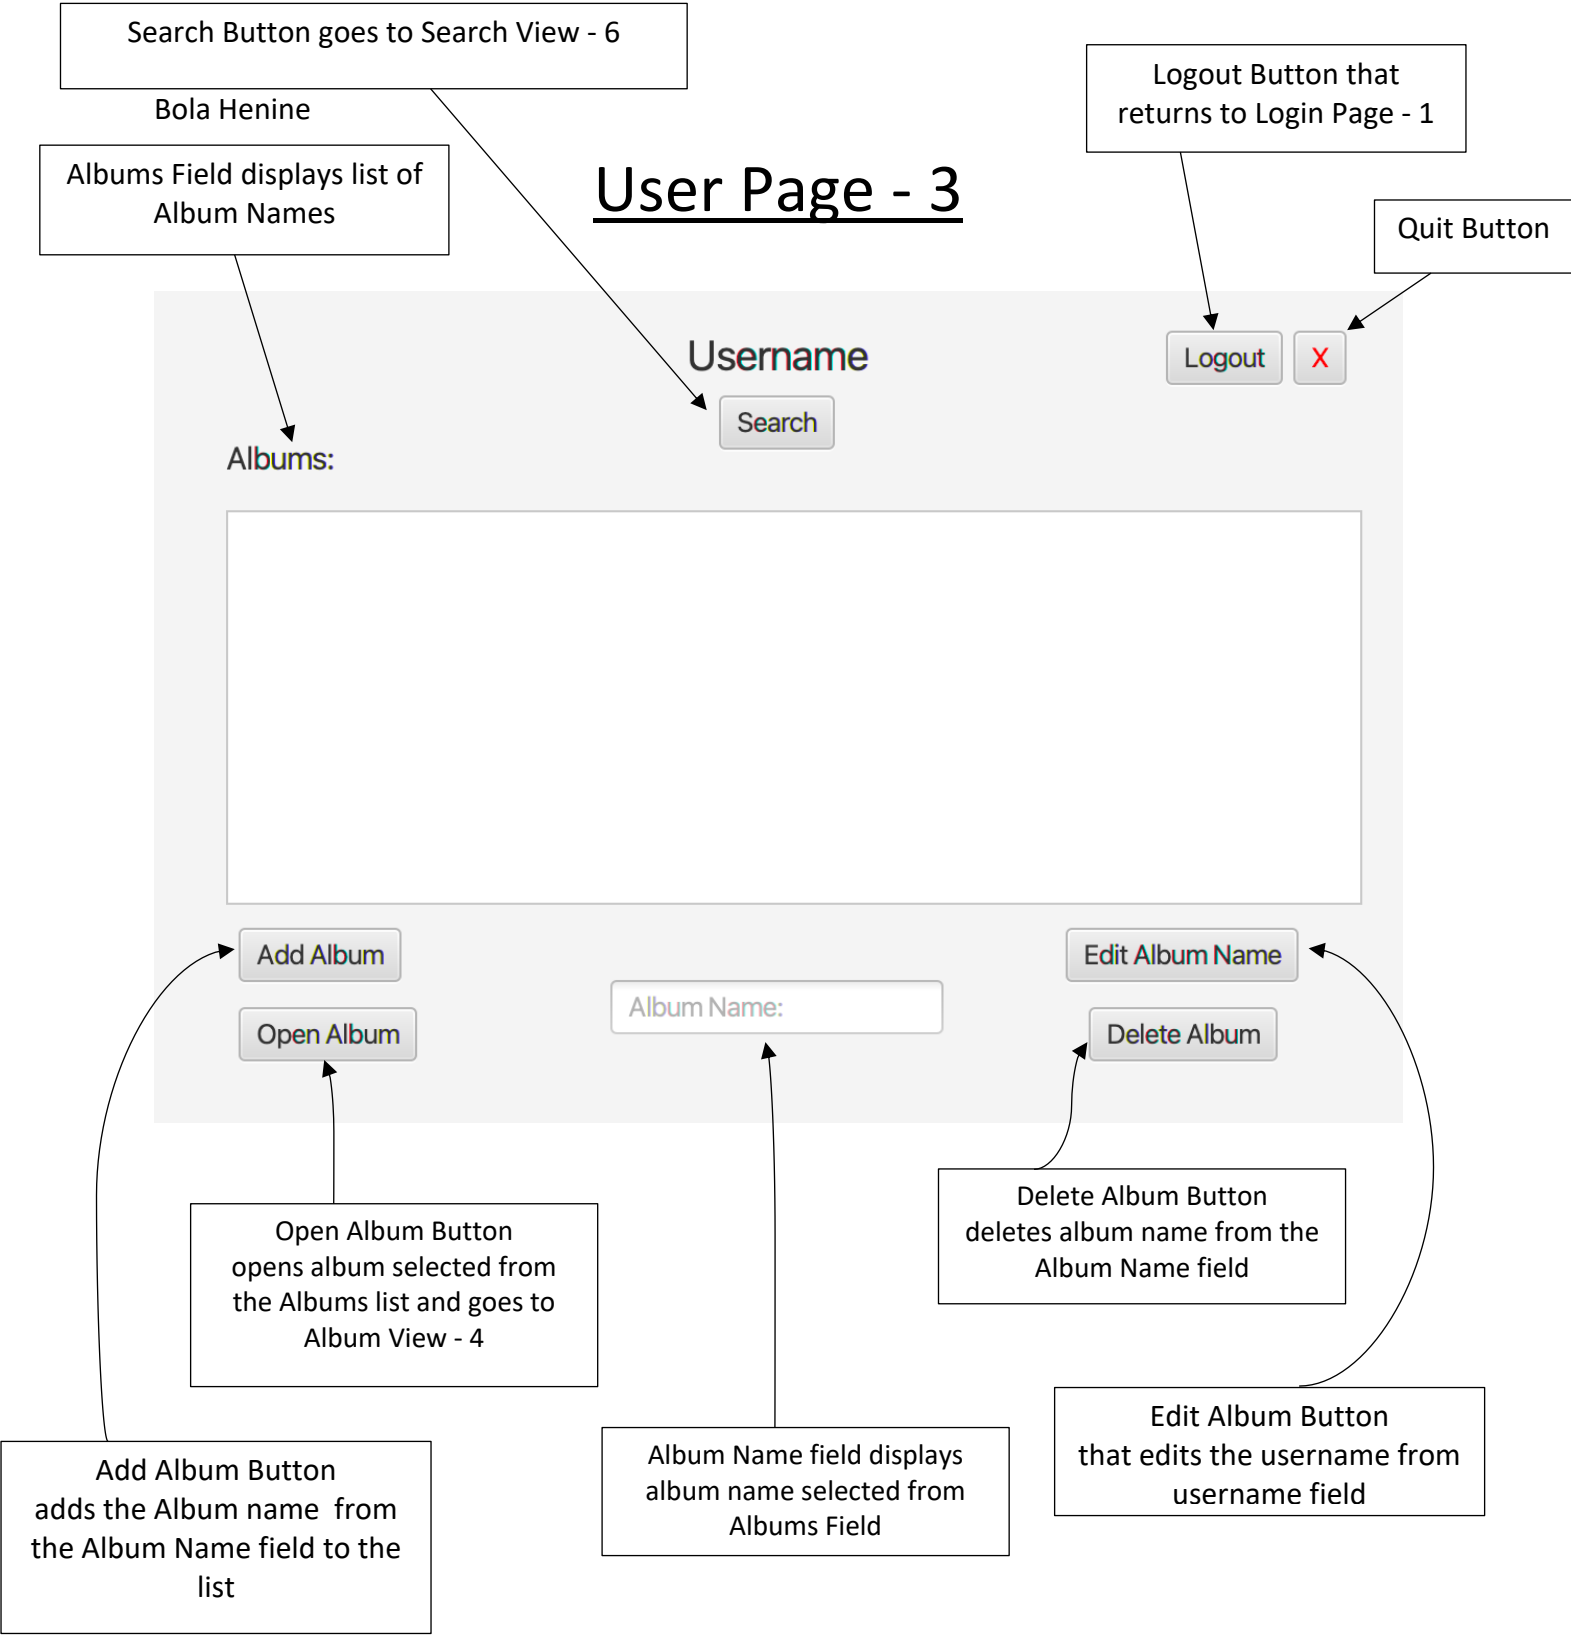 Search Button goes to Search View - 6
Bola Henine
Logout Button that
returns to Login Page - 1
Albums Field displays list of
Album Names
User Page - 3
Quit Button
Username
Logout
X
Search
Albums:
Add Album
Edit Album Name
Album Name:
Open Album
Delete Album
Delete Album Button
deletes album name from the
Album Name field
Open Album Button
opens album selected from
the Albums list and goes to
Album View - 4
Edit Album Button
that edits the username from
username field
Album Name field displays
album name selected from
Albums Field
Add Album Button
adds the Album name  from
the Album Name field to the
list